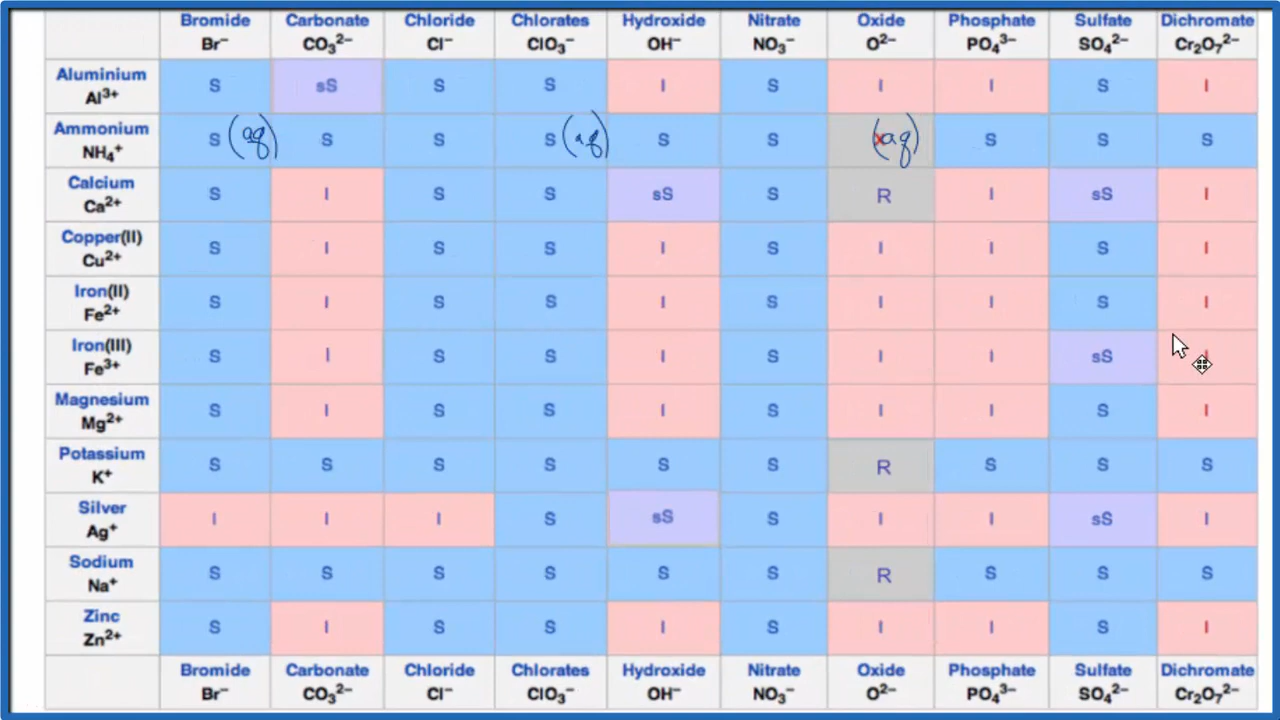 Bromide Carbonate Chloride Chlorates Hydroxide Nitrate Oxide Phosphate Sulfate Dichromate
Br⁻ CO₃²⁻ Cl⁻ ClO₃⁻ OH⁻ NO₃⁻ O²⁻ PO₄³⁻ SO₄²⁻ Cr₂O₇²⁻
Aluminium
Al³⁺ S sS S S I S I I S I
Ammonium
NH₄⁺ S (aq) S S S (aq) S S x (aq) S S S
Calcium
Ca²⁺ S I S S sS S R I sS I
Copper(II)
Cu²⁺ S I S S I S I I S I
Iron(II)
Fe²⁺ S I S S I S I I S I
Iron(III)
Fe³⁺ S I S S I S I I sS I
Magnesium
Mg²⁺ S I S S I S I I S I
Potassium
K⁺ S S S S S S R S S S
Silver
Ag⁺ I I I S sS S I I sS I
Sodium
Na⁺ S S S S S S R S S S
Zinc
Zn²⁺ S I S S I S I I S I
Bromide Carbonate Chloride Chlorates Hydroxide Nitrate Oxide Phosphate Sulfate Dichromate
Br⁻ CO₃²⁻ Cl⁻ ClO₃⁻ OH⁻ NO₃⁻ O²⁻ PO₄³⁻ SO₄²⁻ Cr₂O₇²⁻